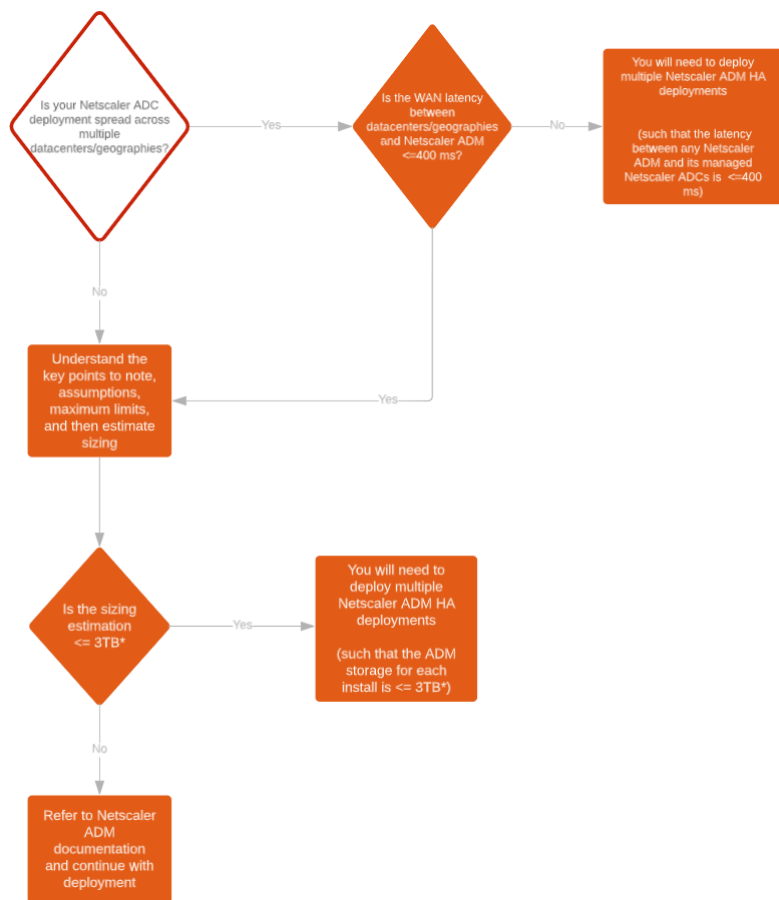 Is your Netscaler ADC
deployment spread across
multiple
datacenters/geographies?
Yes
Is the WAN latency
between
datacenters/geographies
and Netscaler ADM
<=400 ms?
No
You will need to deploy
multiple Netscaler ADM HA
deployments
(such that the latency
between any Netscaler
ADM and its managed
Netscaler ADCs is <=400
ms)
No
Yes
Understand the
key points to note,
assumptions,
maximum limits,
and then estimate
sizing
Is the sizing
estimation
<= 3TB*
Yes
You will need to
deploy multiple
Netscaler ADM HA
deployments
(such that the ADM
storage for each
install is <= 3TB*)
No
Refer to Netscaler
ADM
documentation
and continue with
deployment